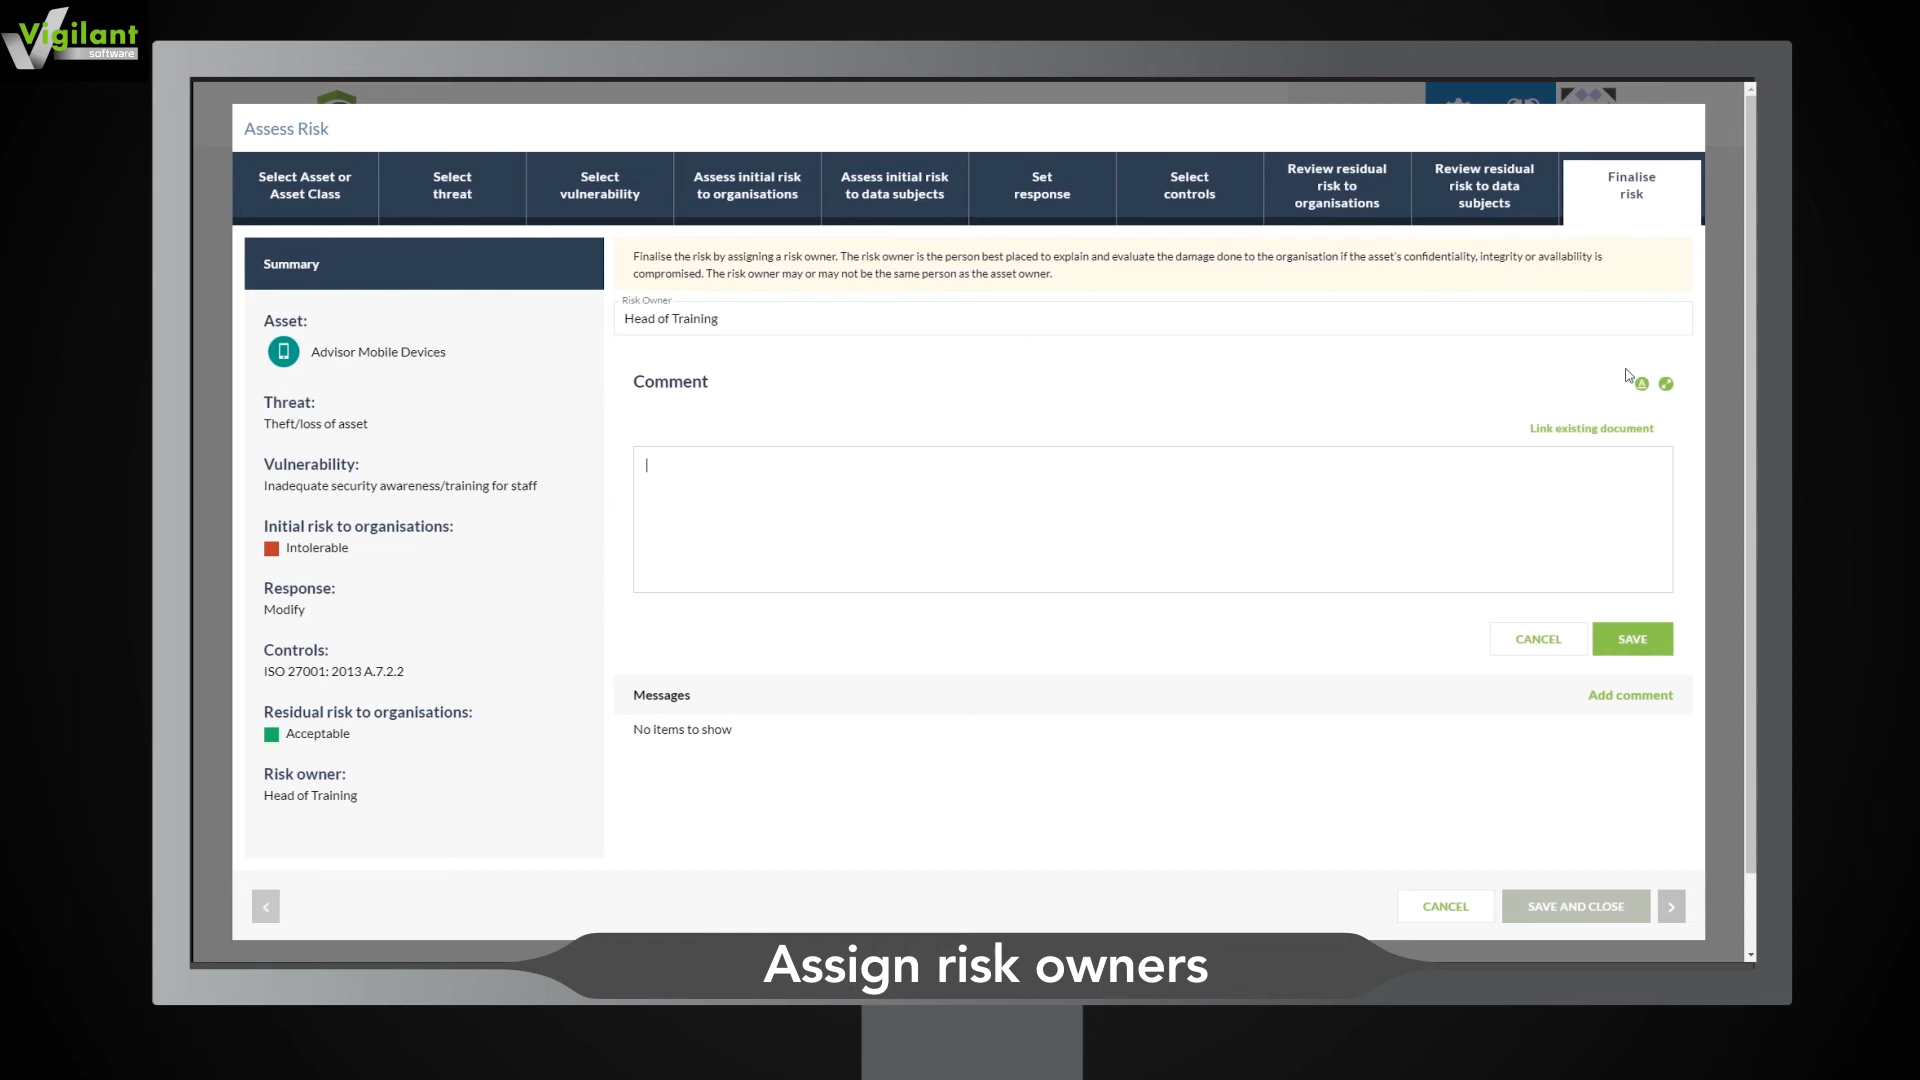 Vigilant
software
Assess Risk
Select Asset or
Asset Class
Select
threat
Select
vulnerability
Assess initial risk
to organisations
Assess initial risk
to data subjects
Set
response
Select
controls
Review residual
risk to
organisations
Review residual
risk to data
subjects
Finalise
risk
Summary
Asset:
Advisor Mobile Devices
Threat:
Theft/loss of asset
Vulnerability:
Inadequate security awareness/training for staff
Initial risk to organisations:
Intolerable
Response:
Modify
Controls:
ISO 27001: 2013 A.7.2.2
Residual risk to organisations:
Acceptable
Risk owner:
Head of Training
Finalise the risk by assigning a risk owner. The risk owner is the person best placed to explain and evaluate the damage done to the organisation if the asset's confidentiality, integrity or availability is
compromised. The risk owner may or may not be the same person as the asset owner.
Risk Owner
Head of Training
Comment
A
Link existing document
CANCEL
SAVE
Messages
Add comment
No items to show
CANCEL
SAVE AND CLOSE
Assign risk owners